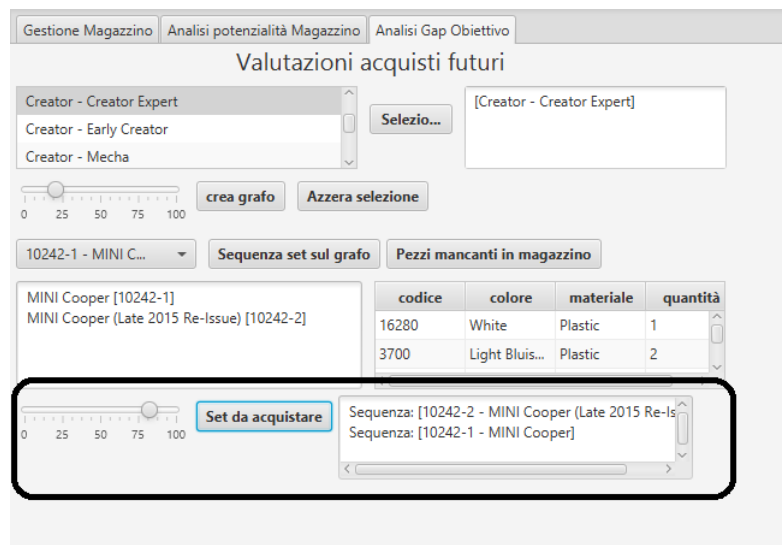 Gestione Magazzino Analisi potenzialità Magazzino Analisi Gap Obiettivo
Valutazioni acquisti futuri
Creator - Creator Expert
Creator - Early Creator
Creator - Mecha
Selezio...
[Creator - Creator Expert]
0 25 50 75 100
crea grafo Azzera selezione
10242-1 - MINI C... Sequenza set sul grafo Pezzi mancanti in magazzino
MINI Cooper [10242-1]
MINI Cooper (Late 2015 Re-Issue) [10242-2]
codice colore materiale quantità
16280 White Plastic 1
3700 Light Bluis... Plastic 2
0 25 50 75 100
Set da acquistare
Sequenza: [10242-2 - MINI Cooper (Late 2015 Re-Is
Sequenza: [10242-1 - MINI Cooper]